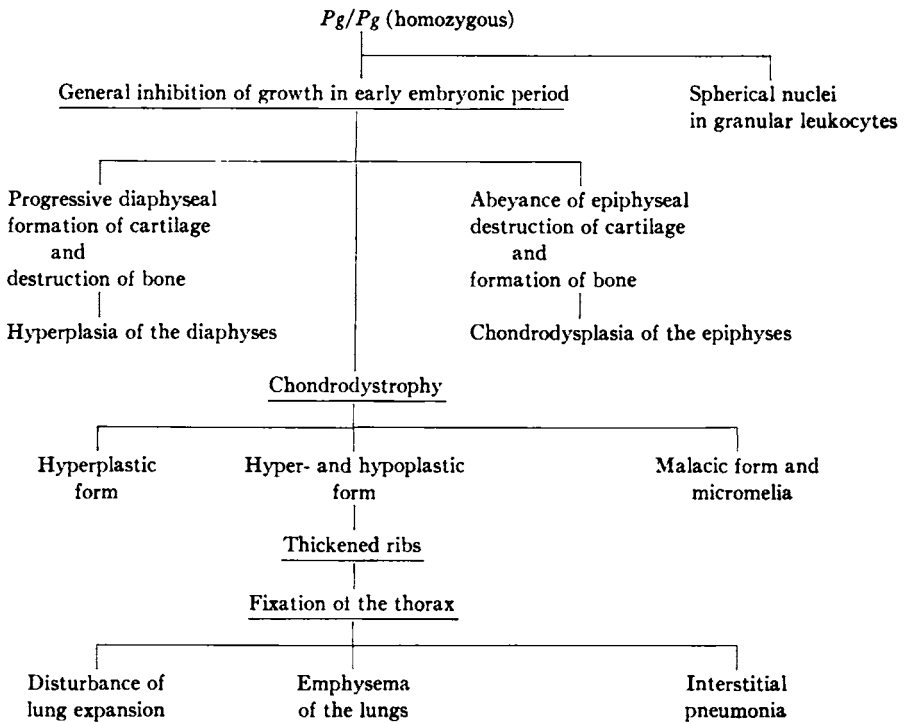 Pg/Pg (homozygous)
General inhibition of growth in early embryonic period
Spherical nuclei
in granular leukocytes
Progressive diaphyseal
formation of cartilage
and
destruction of bone
Hyperplasia of the diaphyses
Abeyance of epiphyseal
destruction of cartilage
and
formation of bone
Chondrodysplasia of the epiphyses
Chondrodystrophy
Hyperplastic
form
Hyper- and hypoplastic
form
Malacic form and
micromelia
Thickened ribs
Fixation of the thorax
Disturbance of
lung expansion
Emphysema
of the lungs
Interstitial
pneumonia